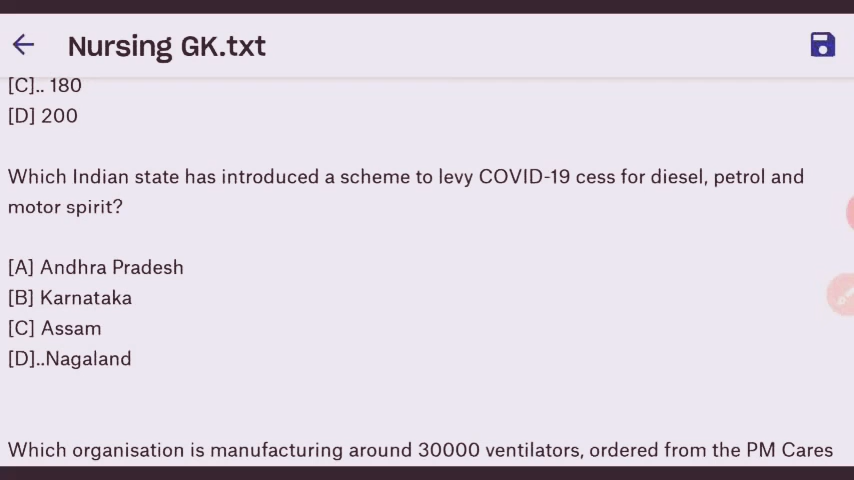 Nursing GK.txt
[C].. 180
[D] 200
Which Indian state has introduced a scheme to levy COVID-19 cess for diesel, petrol and
motor spirit?
[A] Andhra Pradesh
[B] Karnataka
[C] Assam
[D]..Nagaland
Which organisation is manufacturing around 30000 ventilators, ordered from the PM Cares